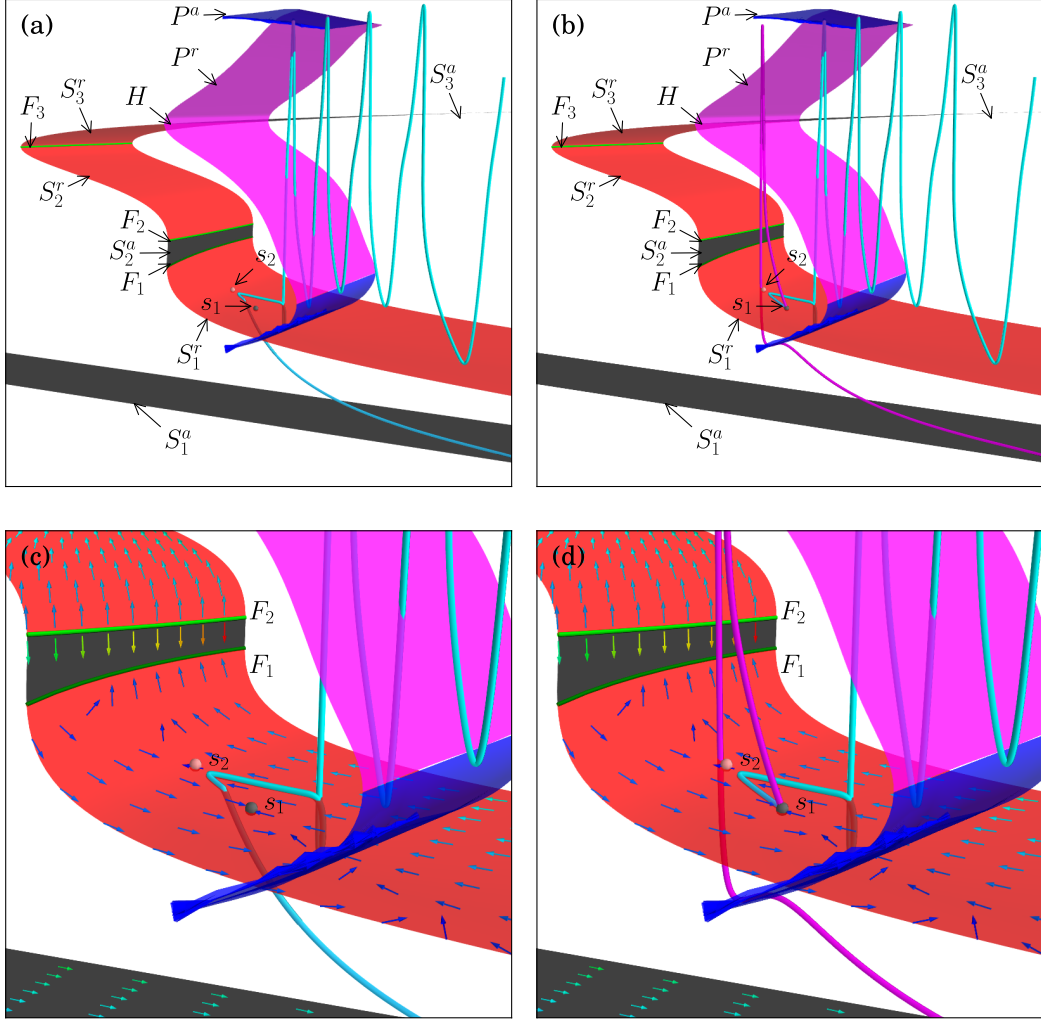 (a)
P^a
P^r
S_3^a
S_3^r
F_3
H
S_2^r
F_2
S_2^a
F_1
s_2
s_1
S_1^r
S_1^a
(b)
P^a
P^r
S_3^a
S_3^r
F_3
H
S_2^r
F_2
S_2^a
F_1
s_2
s_1
S_1^r
S_1^a
(c)
F_2
F_1
s_2
s_1
(d)
F_2
F_1
s_2
s_1